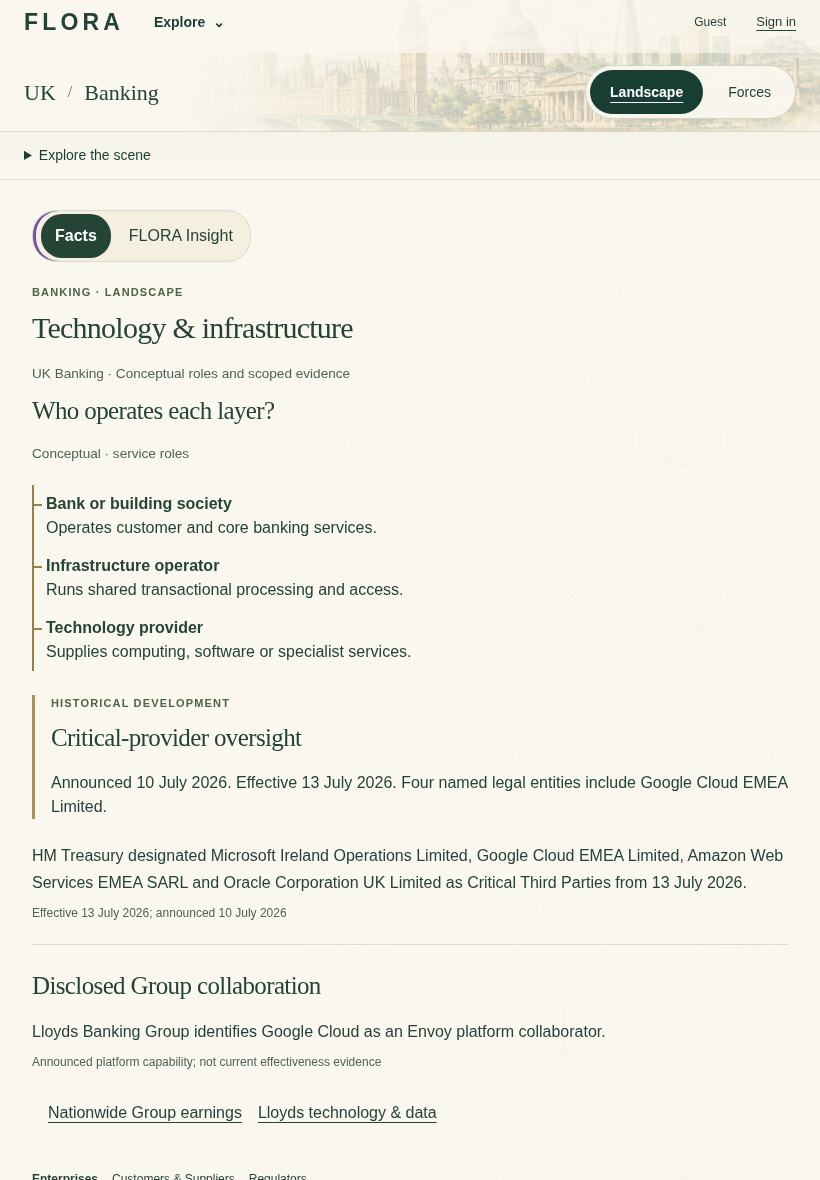 FLORA Explore Guest Sign in
UK / Banking Landscape Forces
Explore the scene
Facts FLORA Insight
BANKING · LANDSCAPE
Technology & infrastructure
UK Banking · Conceptual roles and scoped evidence
Who operates each layer?
Conceptual · service roles
Bank or building society
Operates customer and core banking services.
Infrastructure operator
Runs shared transactional processing and access.
Technology provider
Supplies computing, software or specialist services.
HISTORICAL DEVELOPMENT
Critical-provider oversight
Announced 10 July 2026. Effective 13 July 2026. Four named legal entities include Google Cloud EMEA
Limited.
HM Treasury designated Microsoft Ireland Operations Limited, Google Cloud EMEA Limited, Amazon Web
Services EMEA SARL and Oracle Corporation UK Limited as Critical Third Parties from 13 July 2026.
Effective 13 July 2026; announced 10 July 2026
Disclosed Group collaboration
Lloyds Banking Group identifies Google Cloud as an Envoy platform collaborator.
Announced platform capability; not current effectiveness evidence
Nationwide Group earnings Lloyds technology & data
Enterprises Customers & Suppliers Regulators